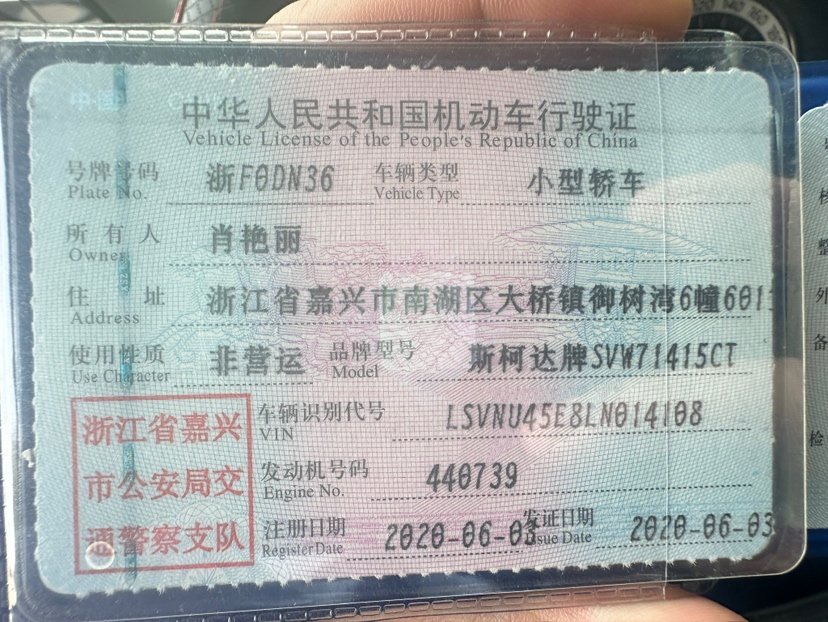 中华人民共和国机动车行驶证
Vehicle License of the People's Republic of China
号牌号码 浙F0DN36 车辆类型 小型轿车
Plate No. Vehicle Type
所有人 肖艳丽
Owner
住址 浙江省嘉兴市南湖区大桥镇御树湾6幢601
Address
使用性质 非营运 品牌型号 斯柯达牌SVW71415CT
Use Character Model
浙江省嘉兴
市公安局交
通警察支队
车辆识别代号 LSVNU45E8LN014108
VIN
发动机号码 440739
Engine No.
注册日期 2020-06-03 发证日期 2020-06-03
Register Date Issue Date